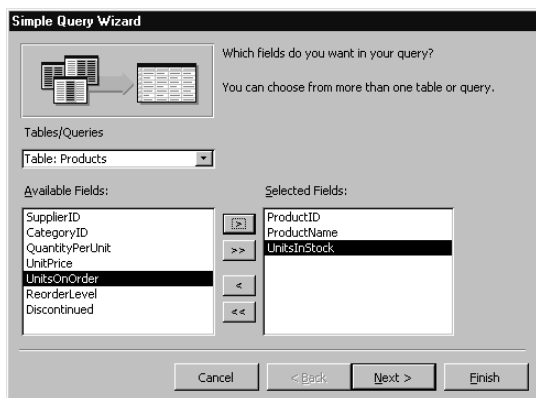 Simple Query Wizard
Which fields do you want in your query?
You can choose from more than one table or query.
Tables/Queries
Table: Products
Available Fields:
Selected Fields:
SupplierID
CategoryID
QuantityPerUnit
UnitPrice
UnitsOnOrder
ReorderLevel
Discontinued
>
>>
<
<<
ProductID
ProductName
UnitsInStock
Cancel
< Back
Next >
Finish